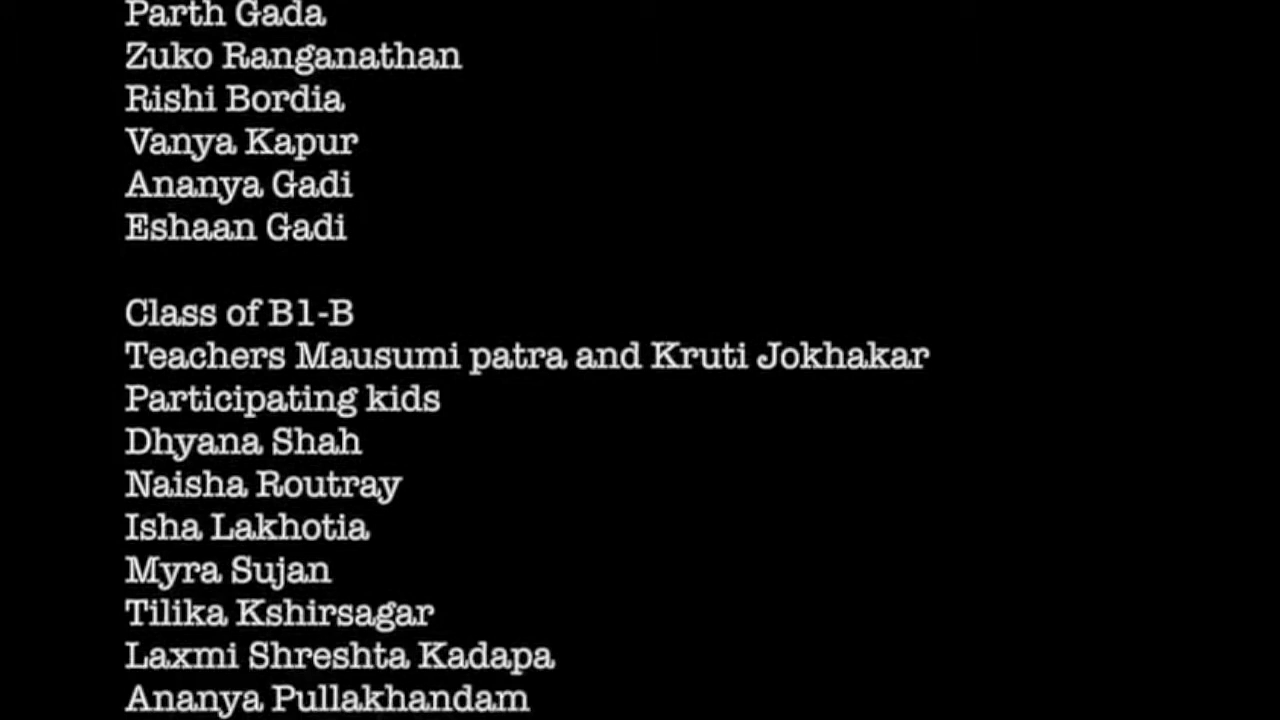 Parth Gada
Zuko Ranganathan
Rishi Bordia
Vanya Kapur
Ananya Gadi
Eshaan Gadi
Class of B1-B
Teachers Mausumi patra and Kruti Jokhakar
Participating kids
Dhyana Shah
Naisha Routray
Isha Lakhotia
Myra Sujan
Tilika Kshirsagar
Laxmi Shreshta Kadapa
Ananya Pullakhandam